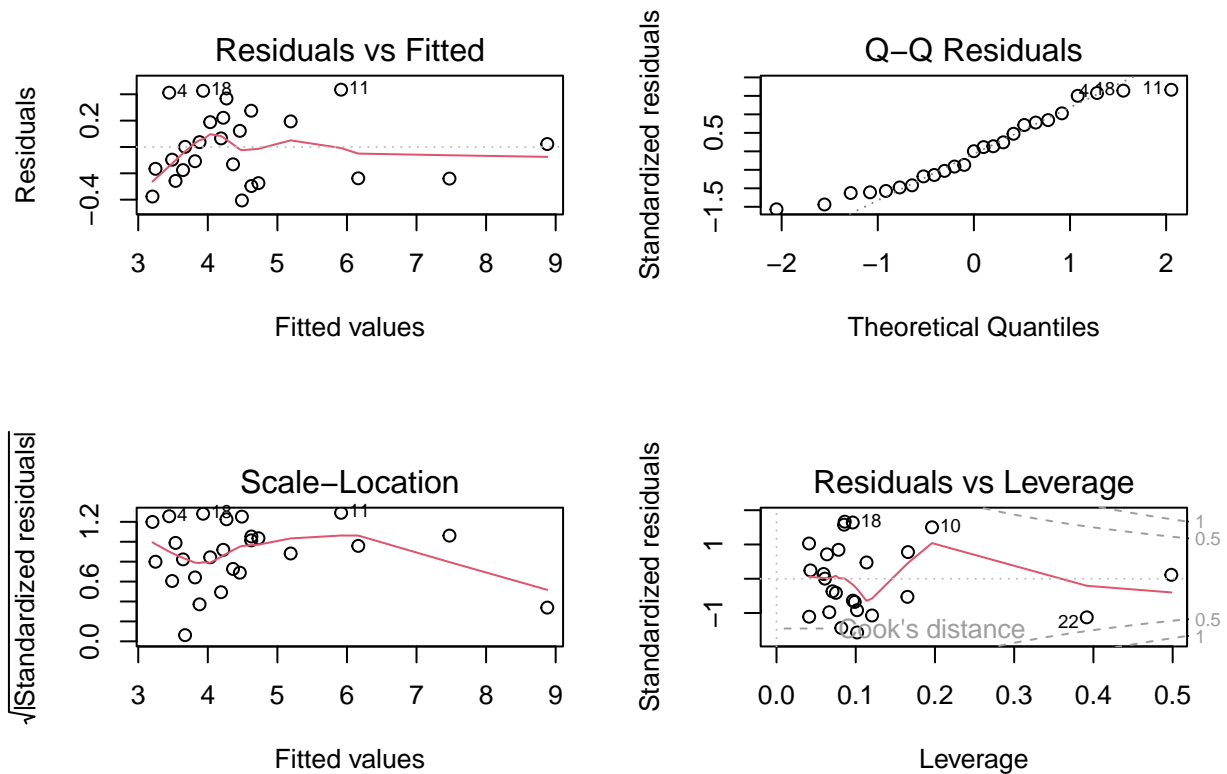 Residuals vs Fitted
Residuals
0.2
−0.4
4
18
11
3 4 5 6 7 8 9
Fitted values
Q−Q Residuals
Standardized residuals
0.5
−1.5
4
18
11
−2 −1 0 1 2
Theoretical Quantiles
Scale−Location
√|Standardized residuals|
1.2
0.6
0.0
4
18
11
3 4 5 6 7 8 9
Fitted values
Residuals vs Leverage
Standardized residuals
1
−1
18
10
22
Cook's distance
1
0.5
0.5
1
0.0 0.1 0.2 0.3 0.4 0.5
Leverage